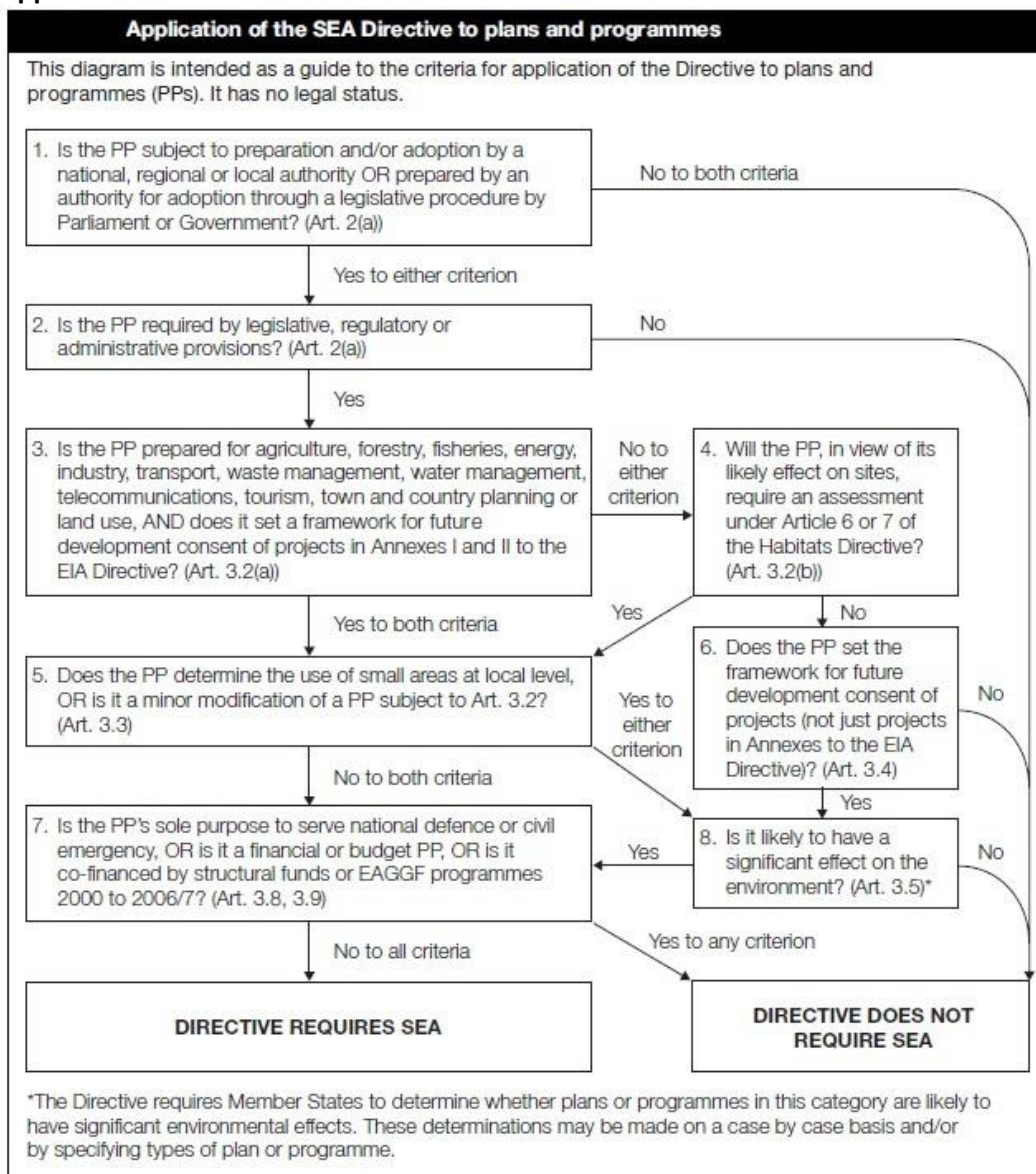 Application of the SEA Directive to plans and programmes
This diagram is intended as a guide to the criteria for application of the Directive to plans and
programmes (PPs). It has no legal status.
1. Is the PP subject to preparation and/or adoption by a
national, regional or local authority OR prepared by an
authority for adoption through a legislative procedure by
Parliament or Government? (Art. 2(a))
No to both criteria
Yes to either criterion
2. Is the PP required by legislative, regulatory or
administrative provisions? (Art. 2(a))
No
Yes
3. Is the PP prepared for agriculture, forestry, fisheries, energy,
industry, transport, waste management, water management,
telecommunications, tourism, town and country planning or
land use, AND does it set a framework for future
development consent of projects in Annexes I and II to the
EIA Directive? (Art. 3.2(a))
No to
either
criterion
4. Will the PP, in view of its
likely effect on sites,
require an assessment
under Article 6 or 7 of
the Habitats Directive?
(Art. 3.2(b))
Yes to both criteria
Yes
No
5. Does the PP determine the use of small areas at local level,
OR is it a minor modification of a PP subject to Art. 3.2?
(Art. 3.3)
Yes to
either
criterion
6. Does the PP set the
framework for future
development consent of
projects (not just projects
in Annexes to the EIA
Directive)? (Art. 3.4)
No
No to both criteria
Yes
7. Is the PP's sole purpose to serve national defence or civil
emergency, OR is it a financial or budget PP, OR is it
co-financed by structural funds or EAGGF programmes
2000 to 2006/7? (Art. 3.8, 3.9)
Yes
8. Is it likely to have a
significant effect on the
environment? (Art. 3.5)*
No
No to all criteria
Yes to any criterion
DIRECTIVE REQUIRES SEA
DIRECTIVE DOES NOT
REQUIRE SEA
*The Directive requires Member States to determine whether plans or programmes in this category are likely to
have significant environmental effects. These determinations may be made on a case by case basis and/or
by specifying types of plan or programme.